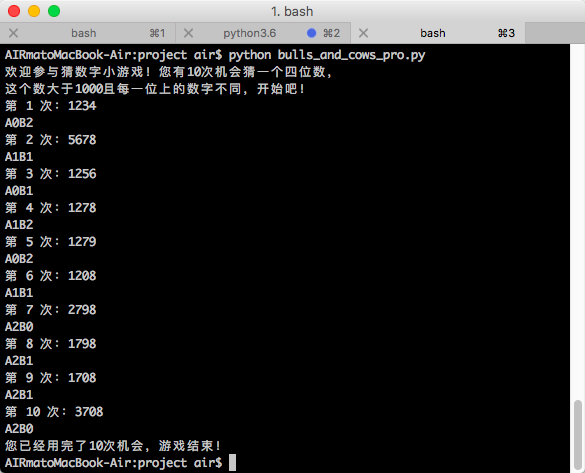 1. bash
bash ⌘1
python3.6 ⌘2
bash ⌘3
AIRmatoMacBook-Air:project air$ python bulls_and_cows_pro.py
欢迎参与猜数字小游戏！您有10次机会猜一个四位数，
这个数大于1000且每一位上的数字不同，开始吧！
第 1 次：1234
A0B2
第 2 次：5678
A1B1
第 3 次：1256
A0B1
第 4 次：1278
A1B2
第 5 次：1279
A0B2
第 6 次：1208
A1B1
第 7 次：2798
A2B0
第 8 次：1798
A2B1
第 9 次：1708
A2B1
第 10 次：3708
A2B0
您已经用完了10次机会，游戏结束！
AIRmatoMacBook-Air:project air$